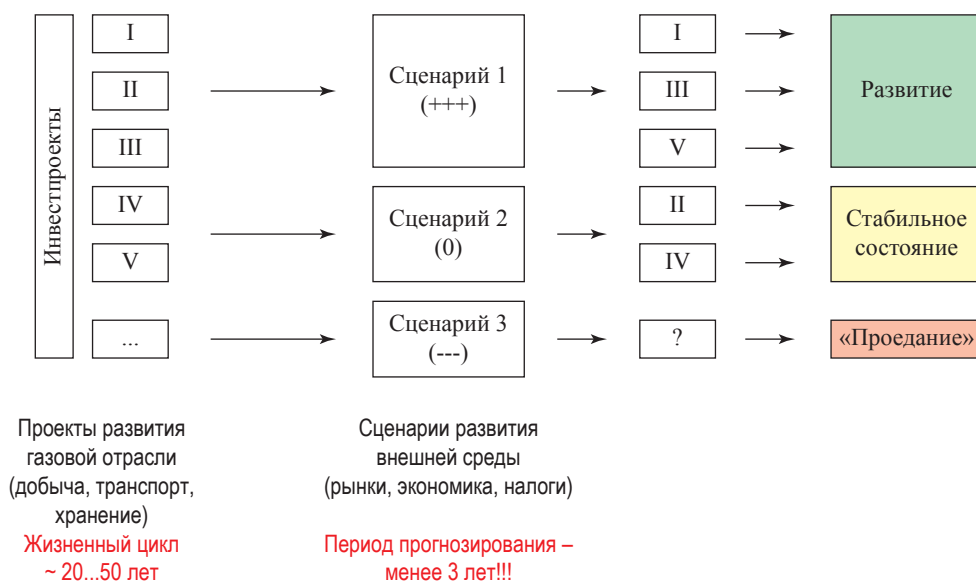 Инвестпроекты
I
II
III
IV
V
...
Сценарий 1
(+++)
Сценарий 2
(0)
Сценарий 3
(---)
I
III
V
II
IV
?
Развитие
Стабильное
состояние
«Проедание»
Проекты развития
газовой отрасли
(добыча, транспорт,
хранение)
Жизненный цикл
~ 20...50 лет
Сценарии развития
внешней среды
(рынки, экономика, налоги)
Период прогнозирования –
менее 3 лет!!!